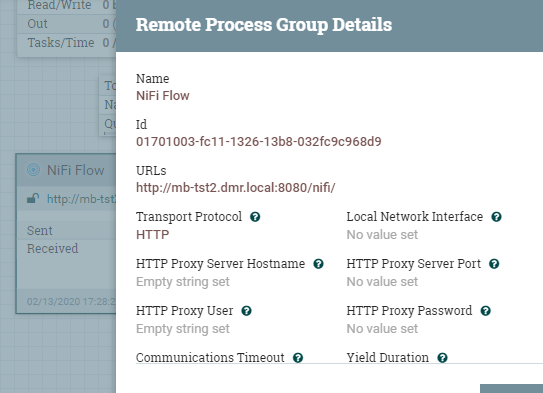 Read/Write 0
Out 0
Tasks/Time 0 /
Remote Process Group Details
Name
NiFi Flow
Id
01701003-fc11-1326-13b8-032fc9c968d9
URLs
http://mb-tst2.dmr.local:8080/nifi/
Transport Protocol
Local Network Interface
HTTP
No value set
HTTP Proxy Server Hostname
HTTP Proxy Server Port
Empty string set
No value set
HTTP Proxy User
HTTP Proxy Password
Empty string set
No value set
Communications Timeout
Yield Duration
NiFi Flow
http://mb-tst2
Sent
Received
02/13/2020 17:28:2